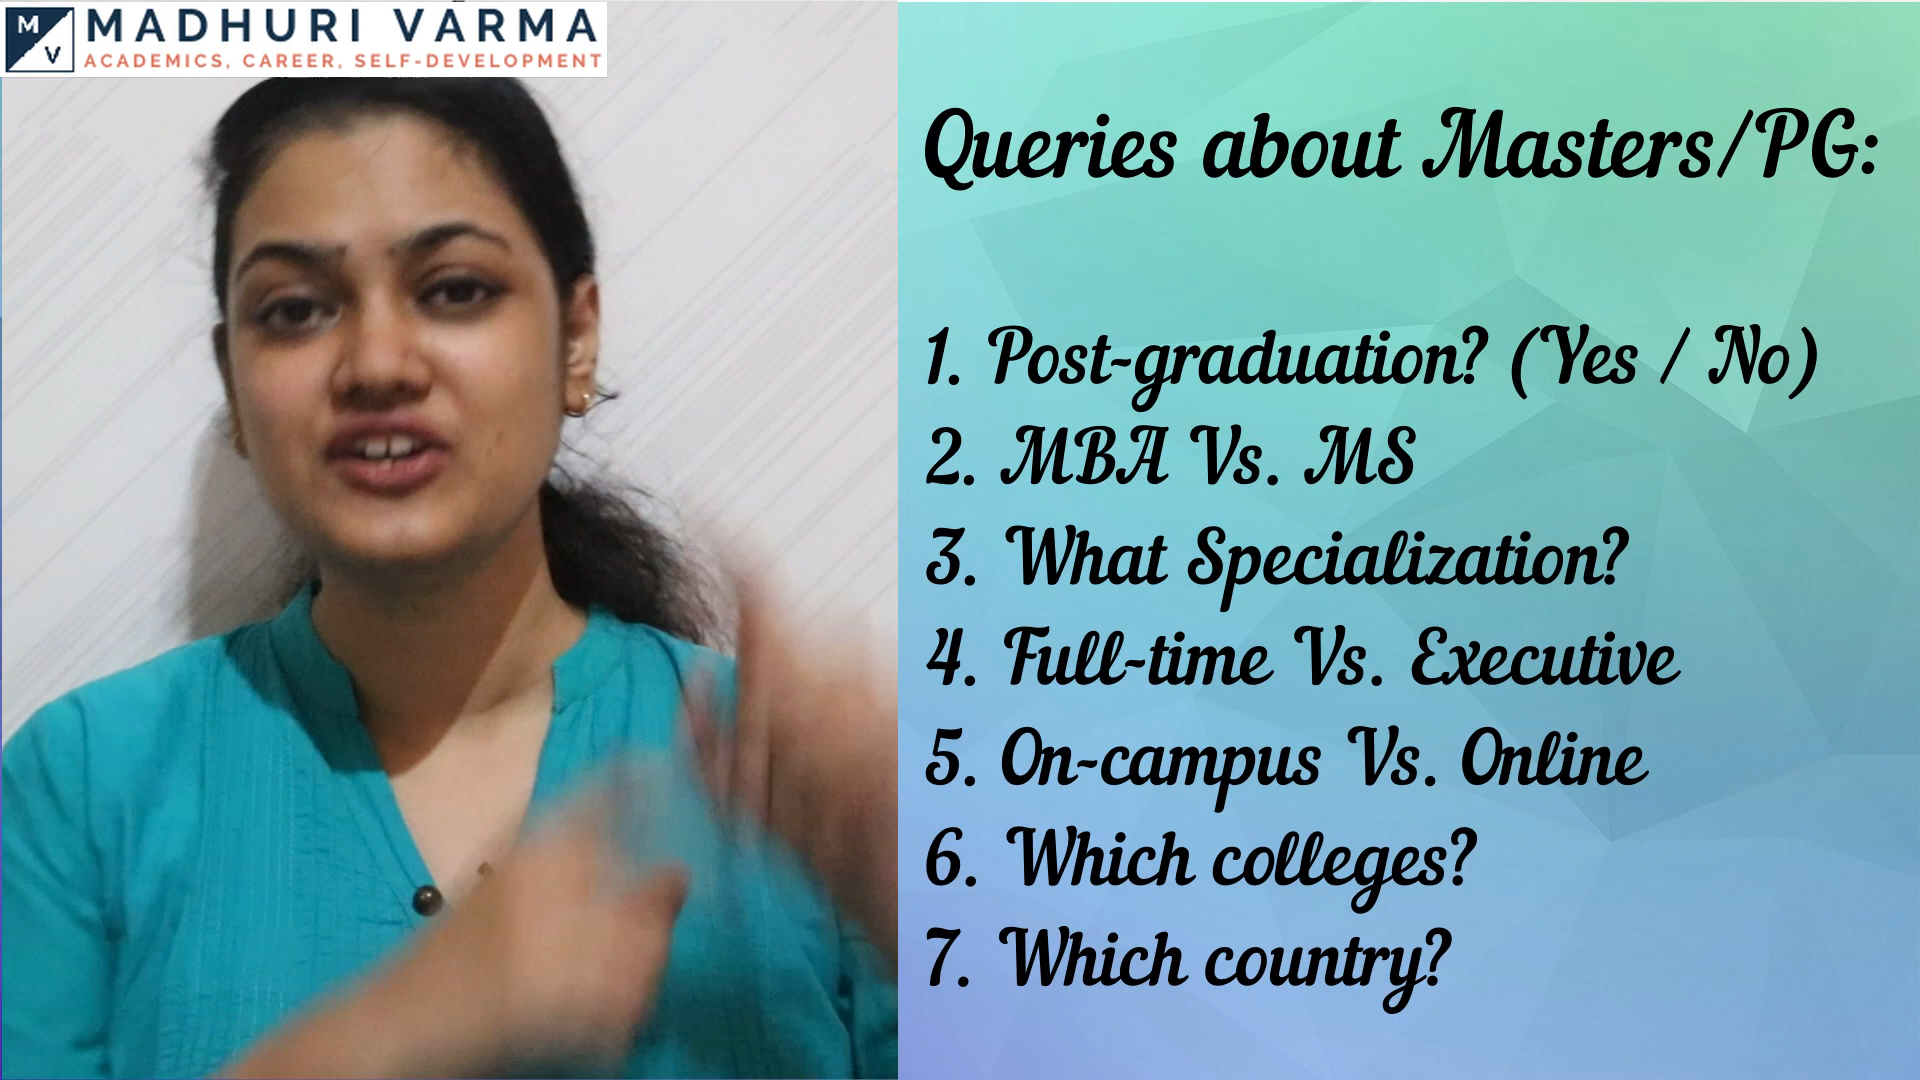 M V
MADHURI VARMA
ACADEMICS, CAREER, SELF-DEVELOPMENT
Queries about Masters/PG:
1. Post-graduation? (Yes / No)
2. MBA Vs. MS
3. What Specialization?
4. Full-time Vs. Executive
5. On-campus Vs. Online
6. Which colleges?
7. Which country?